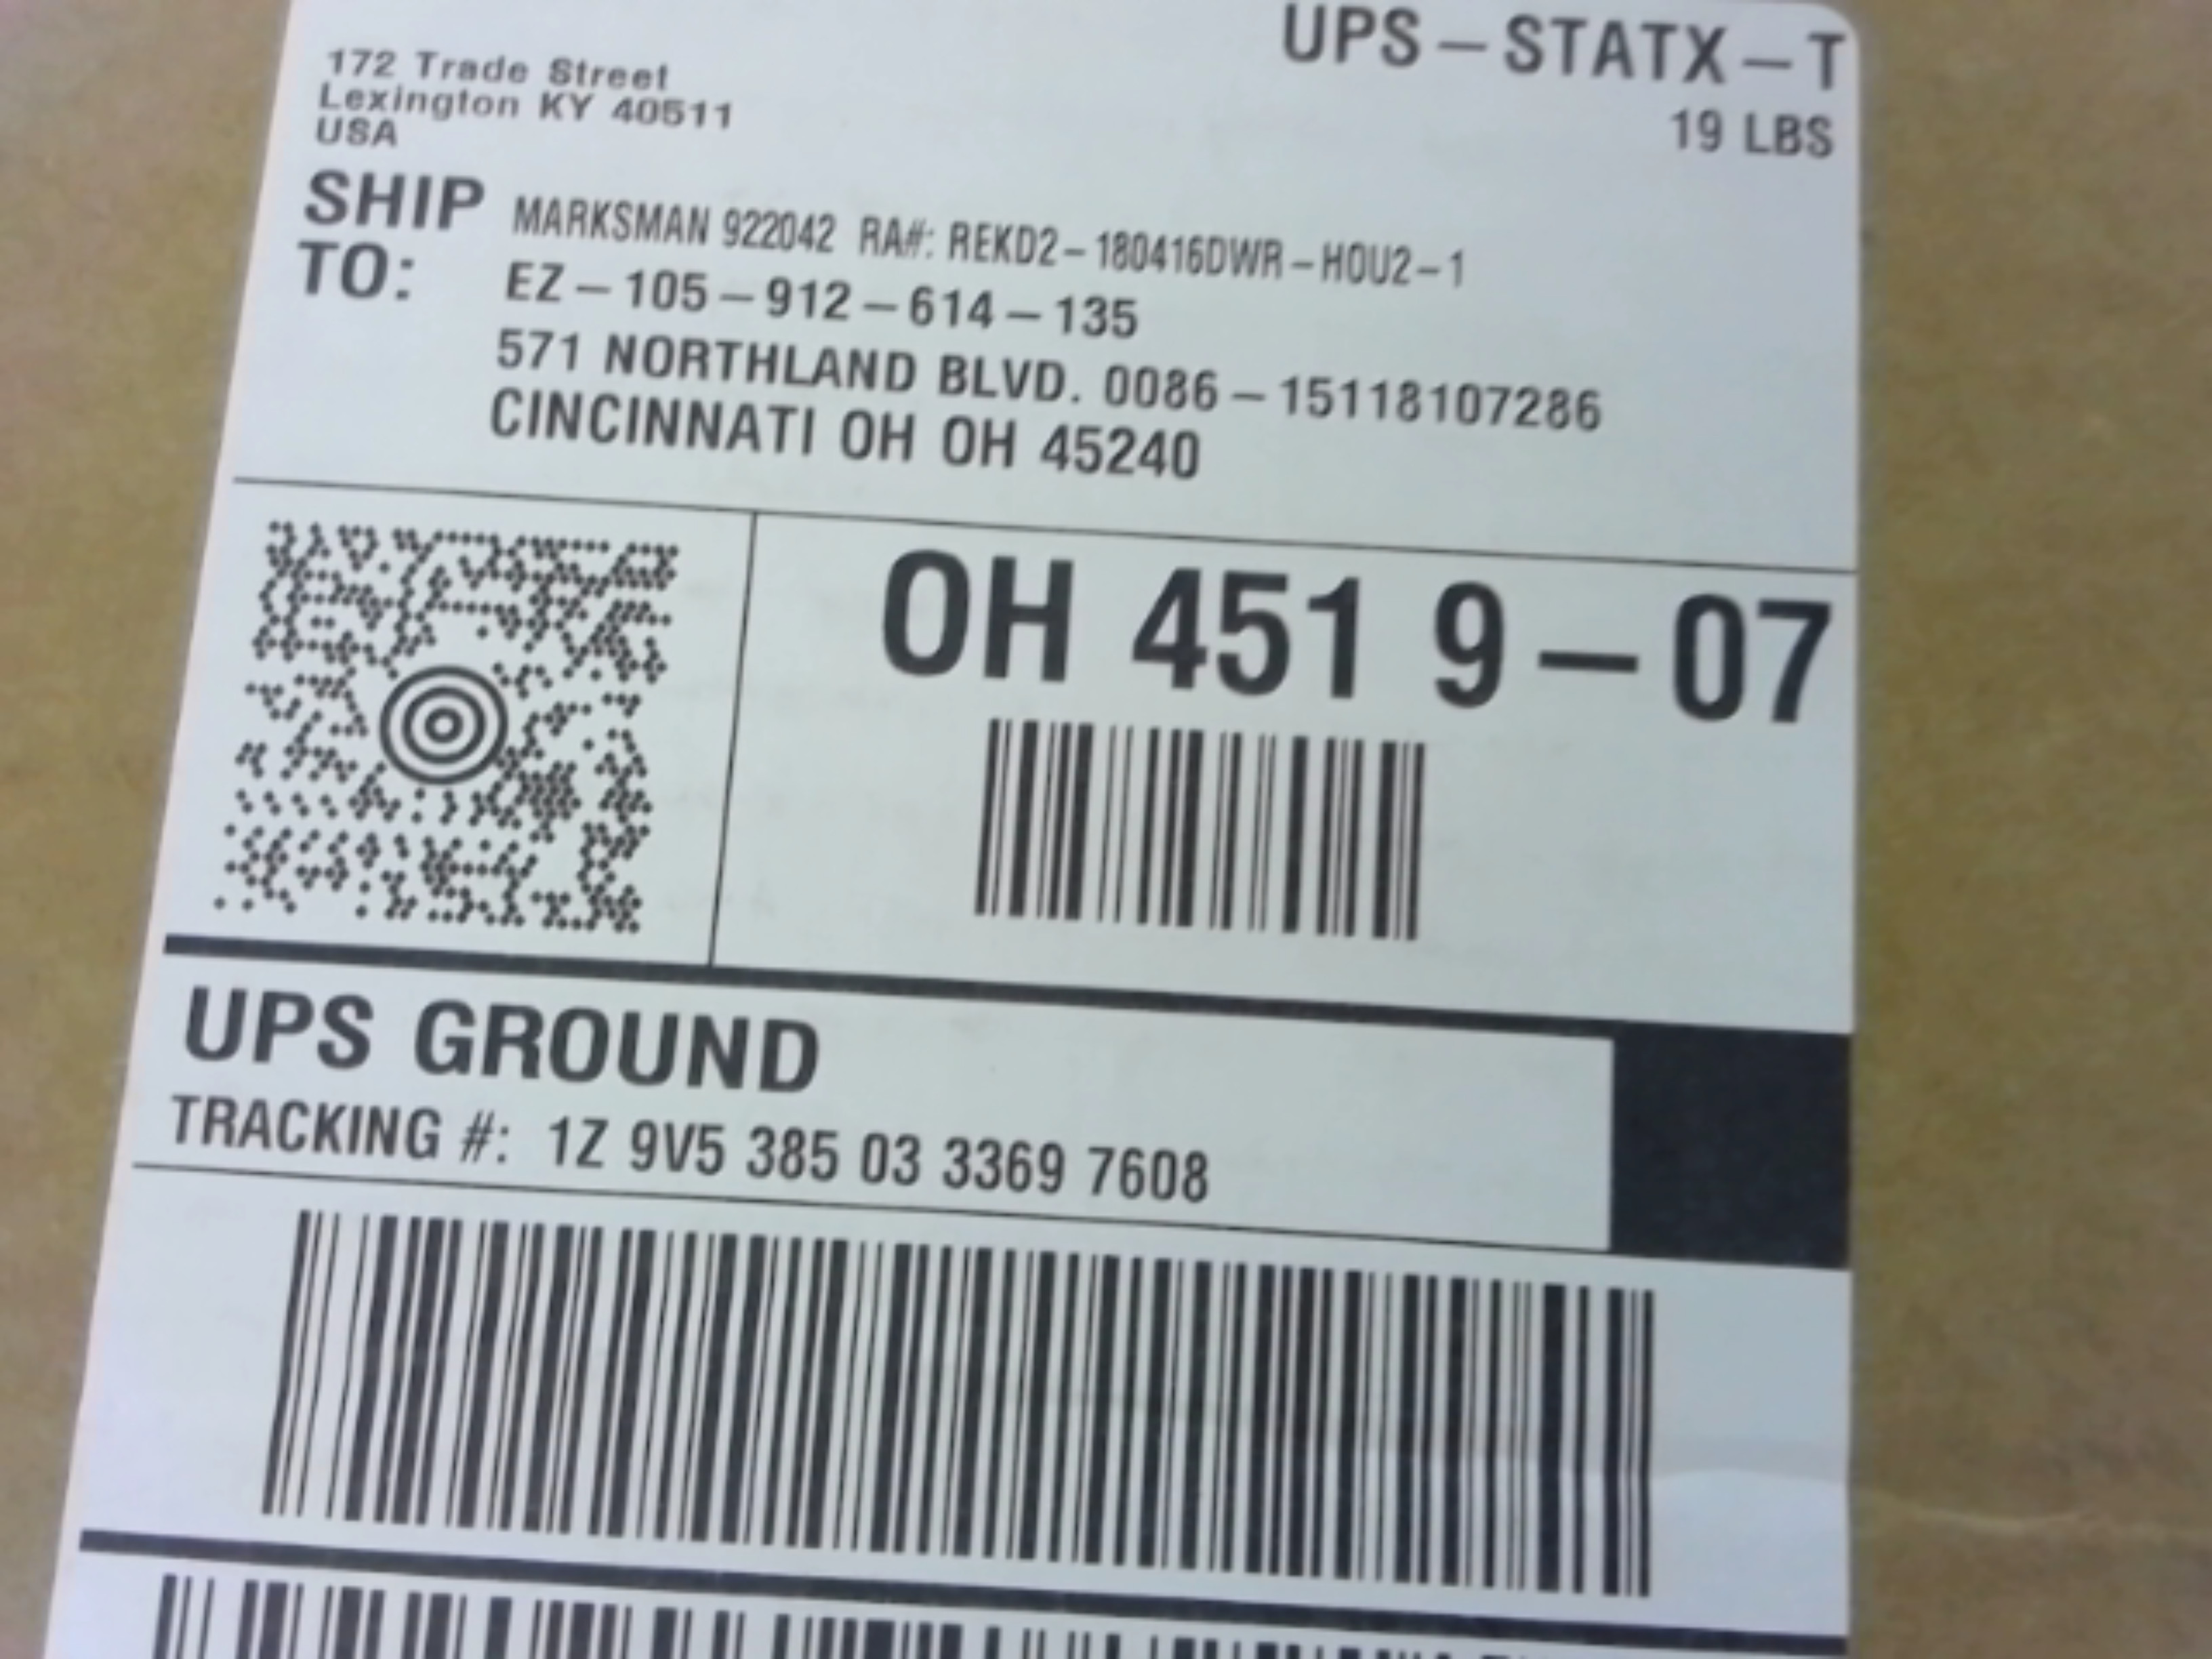 UPS-STATX-T
172 Trade Street
19 LBS
Lexington KY 40511
USA
SHIP TO:
MARKSMAN 922042 RA#: REKD2-180416DWR-HOU2-1
EZ-105-912-614-135
571 NORTHLAND BLVD. 0086-15118107286
CINCINNATI OH OH 45240
OH 451 9-07
UPS GROUND
TRACKING #: 1Z 9V5 385 03 3369 7608